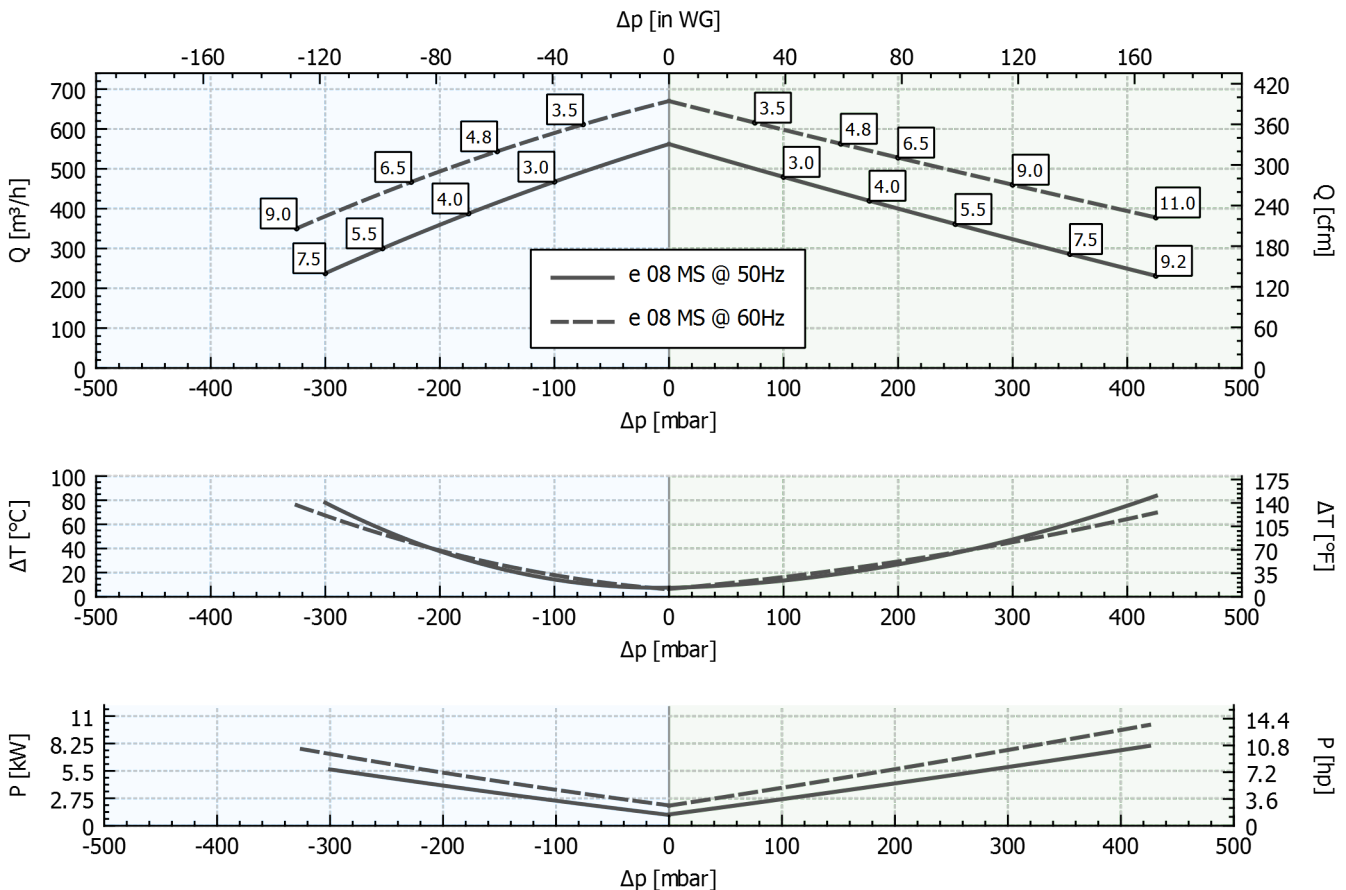 Δp [in WG]
-160 -120 -80 -40 0 40 80 120 160
700 600 500 400 300 200 100 0
Q [m³/h]
420 360 300 240 180 120 60 0
Q [cfm]
9.0 6.5 4.8 3.5 3.5 4.8 6.5 9.0 11.0
7.5 5.5 4.0 3.0 3.0 4.0 5.5 7.5 9.2
e 08 MS @ 50Hz
e 08 MS @ 60Hz
-500 -400 -300 -200 -100 0 100 200 300 400 500
Δp [mbar]
100 80 60 40 20 0
ΔT [°C]
175 140 105 70 35 0
ΔT [°F]
-500 -400 -300 -200 -100 0 100 200 300 400 500
Δp [mbar]
11 8.25 5.5 2.75 0
P [kW]
14.4 10.8 7.2 3.6 0
P [hp]
-500 -400 -300 -200 -100 0 100 200 300 400 500
Δp [mbar]